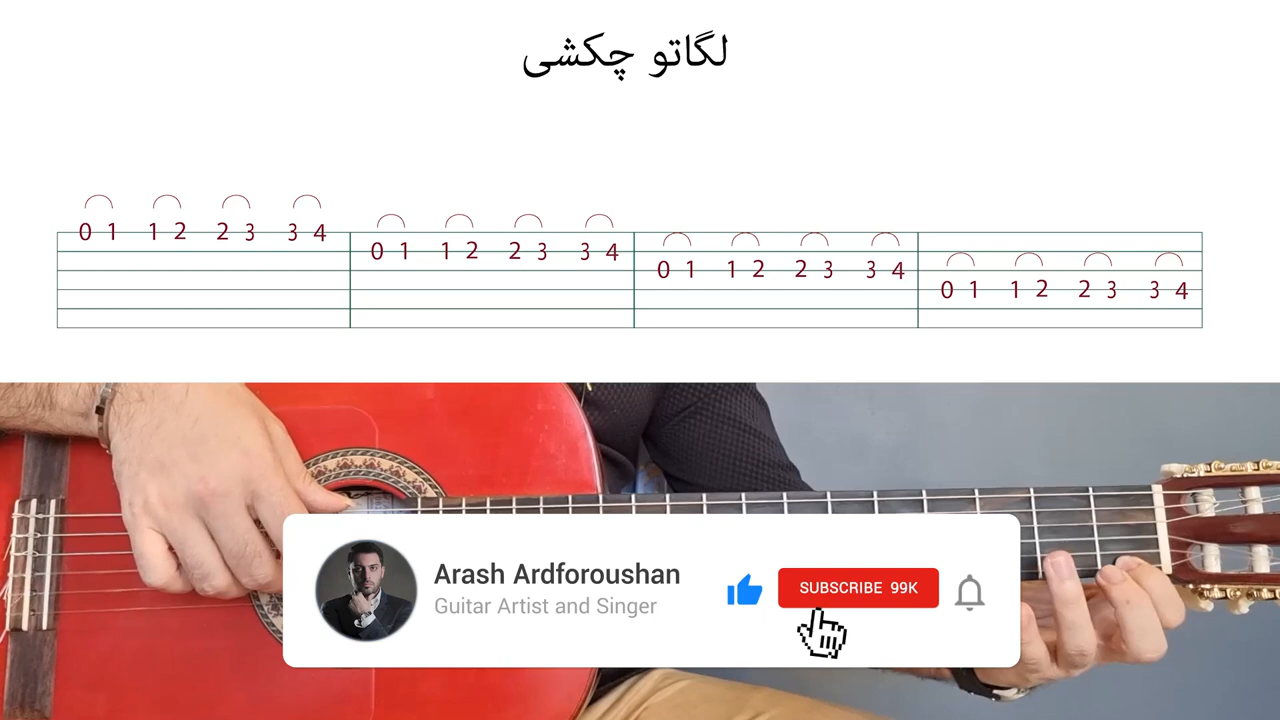 لگاتو چکشی
0 1 1 2 2 3 3 4
0 1 1 2 2 3 3 4
0 1 1 2 2 3 3 4
0 1 1 2 2 3 3 4
Arash Ardforoushan
Guitar Artist and Singer
SUBSCRIBE 99K